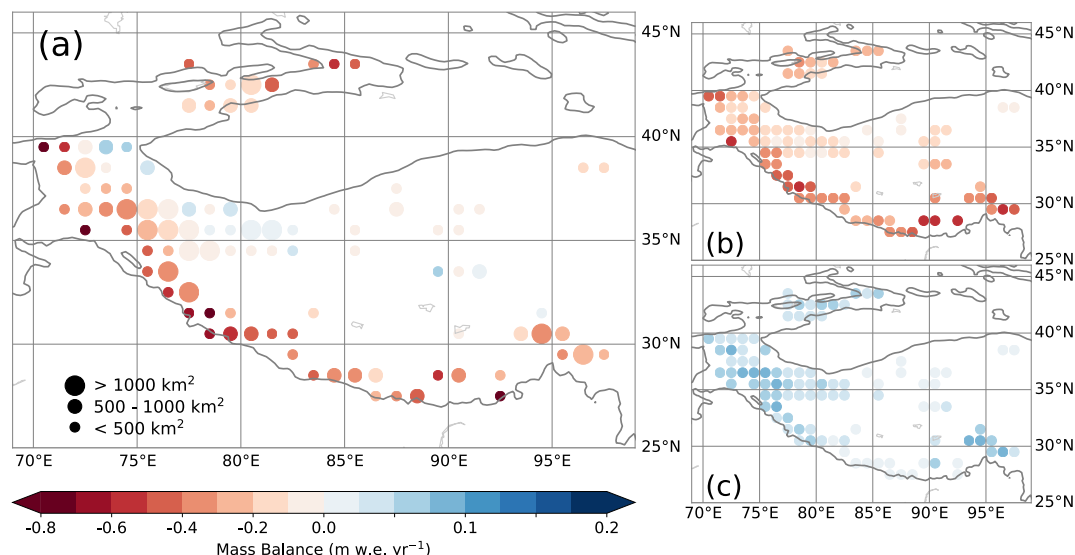 (a)
45°N
40°N
35°N
30°N
25°N
> 1000 km²
500 - 1000 km²
< 500 km²
70°E 75°E 80°E 85°E 90°E 95°E
-0.8 -0.6 -0.4 -0.2 0.0 0.1 0.2
Mass Balance (m w.e. yr⁻¹)
45°N
40°N
35°N
30°N
(b)
25°N
45°N
40°N
35°N
30°N
(c)
25°N
70°E 75°E 80°E 85°E 90°E 95°E